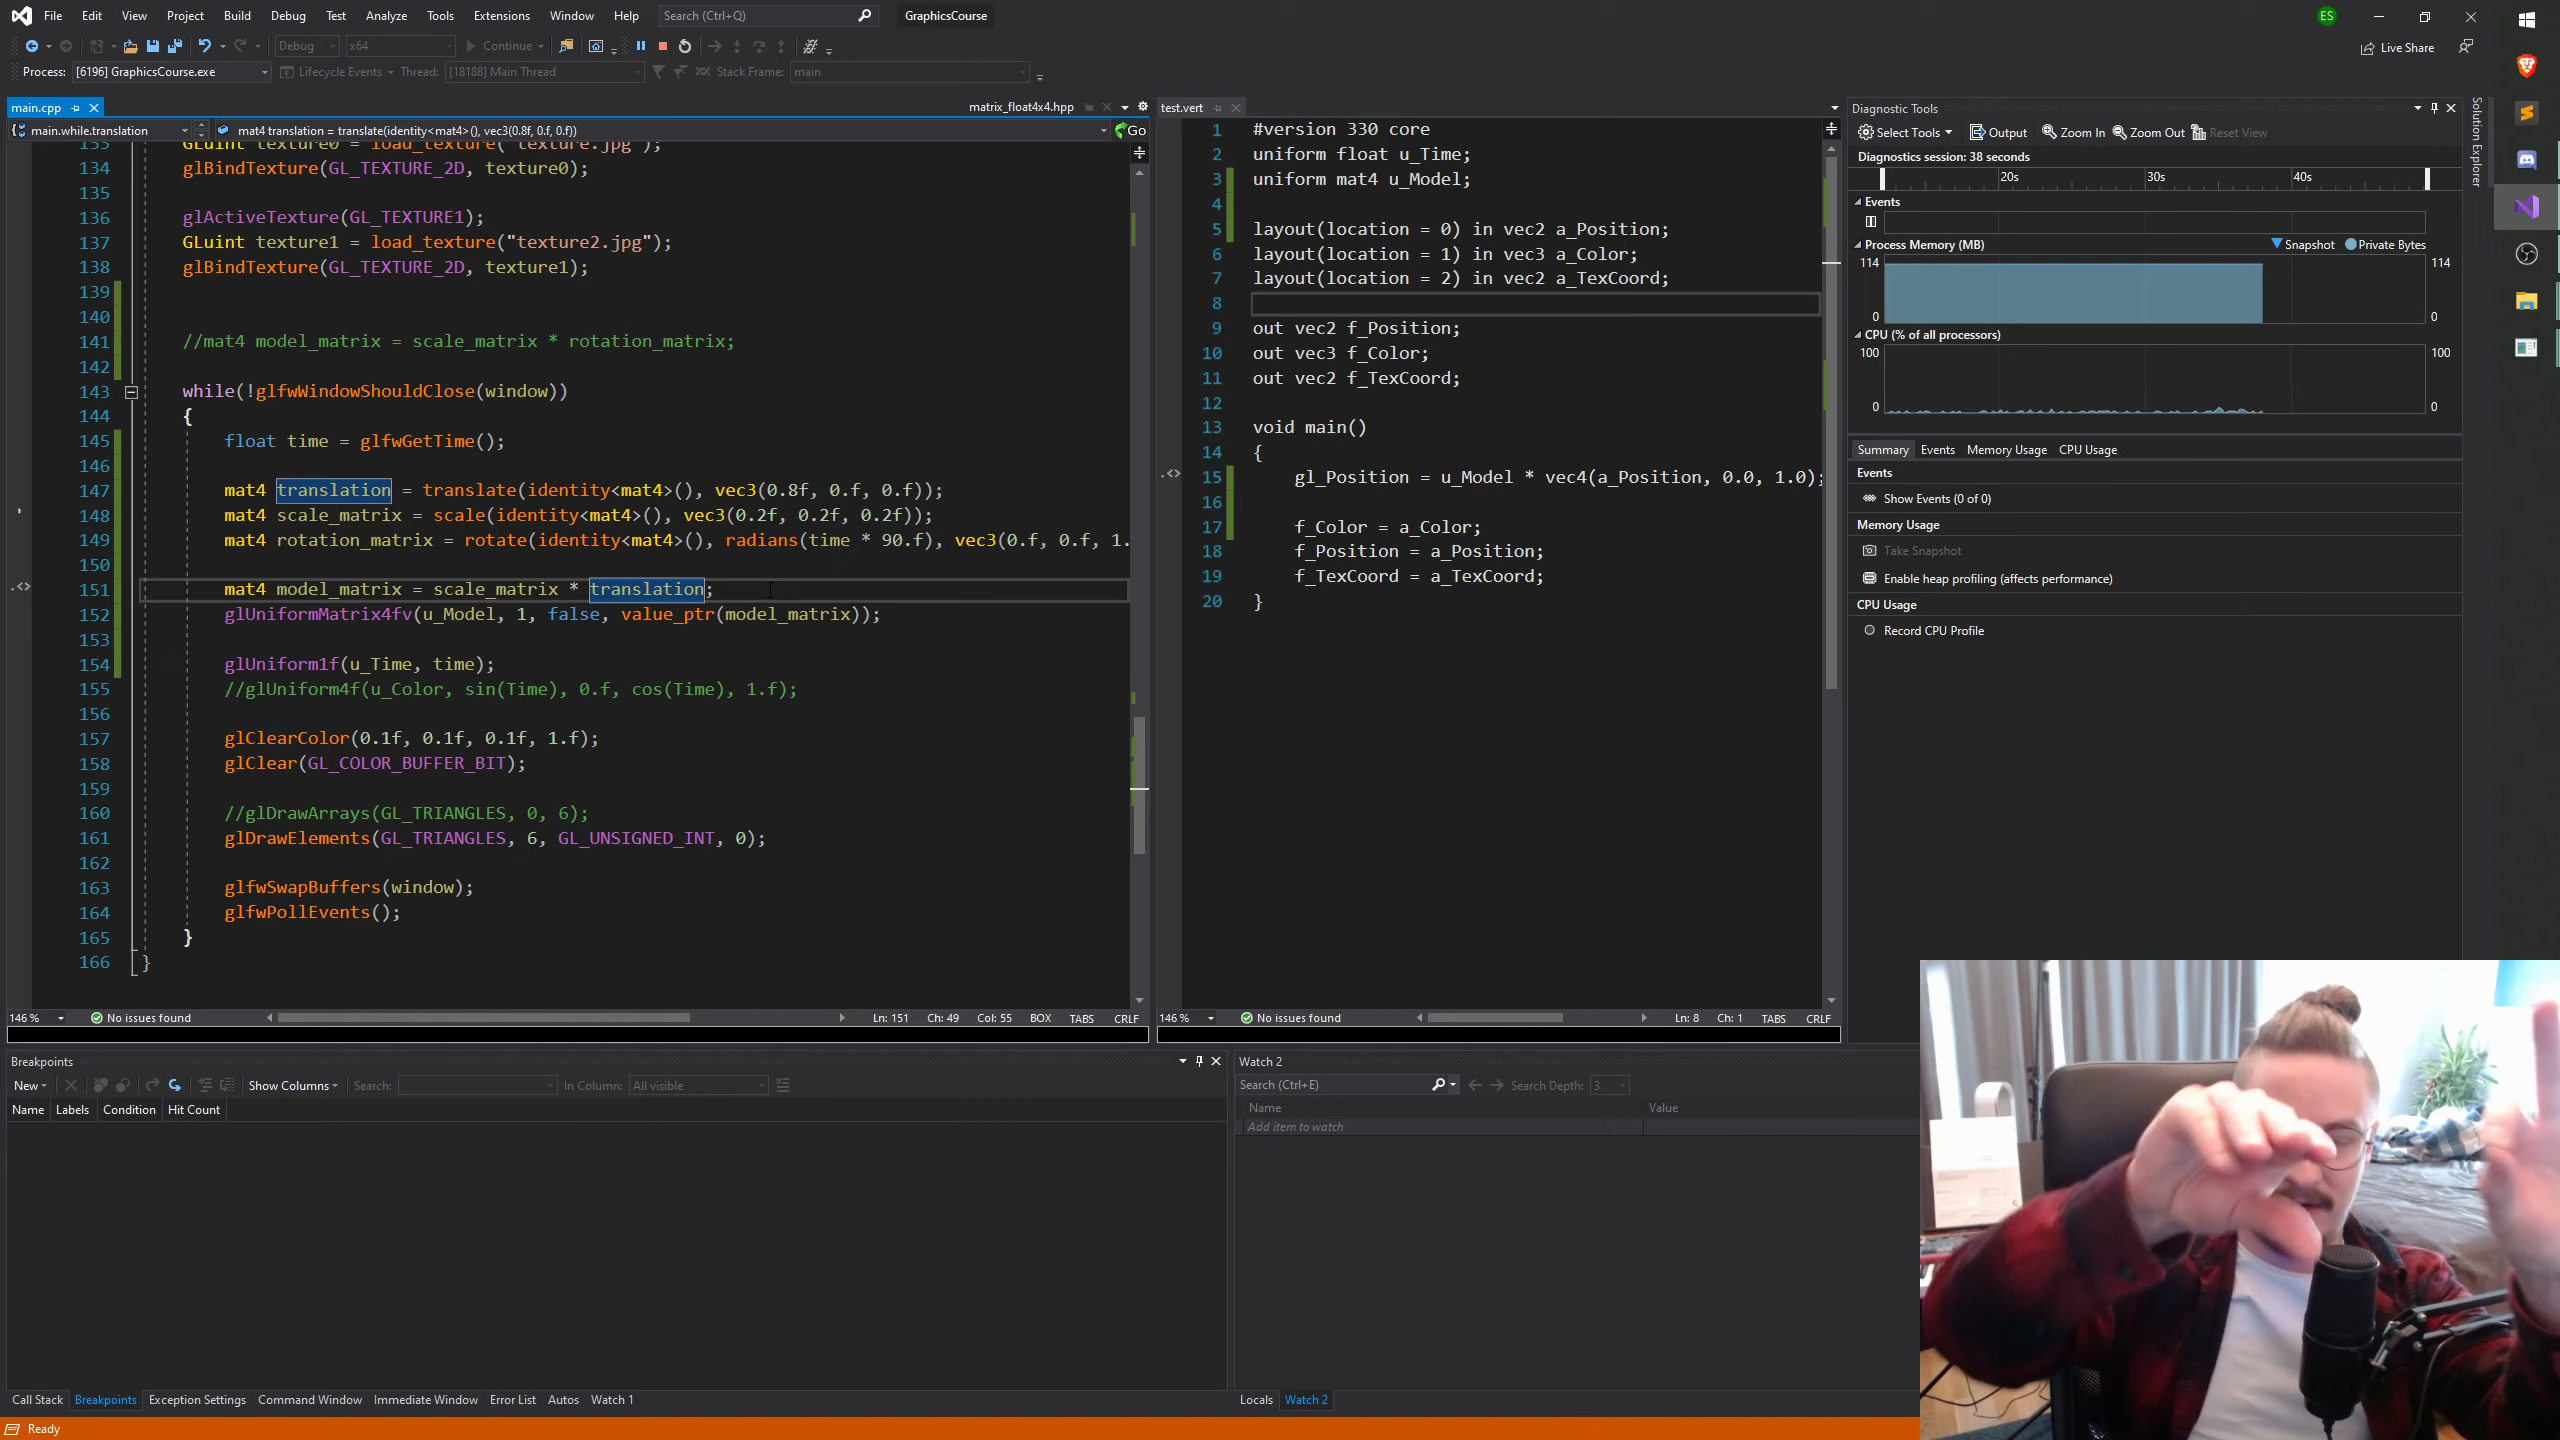 File Edit View Project Build Debug Test Analyze Tools Extensions Window Help Search (Ctrl+Q) GraphicsCourse ES
Debug x64 Continue Live Share
Process: [6196] GraphicsCourse.exe Lifecycle Events Thread: [18188] Main Thread Stack Frame: main
main.cpp matrix_float4x4.hpp
main.while.translation mat4 translation = translate(identity<mat4>(), vec3(0.8f, 0.f, 0.f)) Go
133 GLuint texture0 = load_texture("texture.jpg");
134 glBindTexture(GL_TEXTURE_2D, texture0);
135
136 glActiveTexture(GL_TEXTURE1);
137 GLuint texture1 = load_texture("texture2.jpg");
138 glBindTexture(GL_TEXTURE_2D, texture1);
139
140
141 //mat4 model_matrix = scale_matrix * rotation_matrix;
142
143 while(!glfwWindowShouldClose(window))
144 {
145 float time = glfwGetTime();
146
147 mat4 translation = translate(identity<mat4>(), vec3(0.8f, 0.f, 0.f));
148 mat4 scale_matrix = scale(identity<mat4>(), vec3(0.2f, 0.2f, 0.2f));
149 mat4 rotation_matrix = rotate(identity<mat4>(), radians(time * 90.f), vec3(0.f, 0.f, 1.
150
151 mat4 model_matrix = scale_matrix * translation;
152 glUniformMatrix4fv(u_Model, 1, false, value_ptr(model_matrix));
153
154 glUniform1f(u_Time, time);
155 //glUniform4f(u_Color, sin(Time), 0.f, cos(Time), 1.f);
156
157 glClearColor(0.1f, 0.1f, 0.1f, 1.f);
158 glClear(GL_COLOR_BUFFER_BIT);
159
160 //glDrawArrays(GL_TRIANGLES, 0, 6);
161 glDrawElements(GL_TRIANGLES, 6, GL_UNSIGNED_INT, 0);
162
163 glfwSwapBuffers(window);
164 glfwPollEvents();
165 }
166 }
146 % No issues found Ln: 151 Ch: 49 Col: 55 BOX TABS CRLF
test.vert
1 #version 330 core
2 uniform float u_Time;
3 uniform mat4 u_Model;
4
5 layout(location = 0) in vec2 a_Position;
6 layout(location = 1) in vec3 a_Color;
7 layout(location = 2) in vec2 a_TexCoord;
8
9 out vec2 f_Position;
10 out vec3 f_Color;
11 out vec2 f_TexCoord;
12
13 void main()
14 {
15 gl_Position = u_Model * vec4(a_Position, 0.0, 1.0);
16
17 f_Color = a_Color;
18 f_Position = a_Position;
19 f_TexCoord = a_TexCoord;
20 }
146 % No issues found Ln: 8 Ch: 1 TABS CRLF
Diagnostic Tools
Select Tools Output Zoom In Zoom Out Reset View
Diagnostics session: 38 seconds
20s 30s 40s
Events
Process Memory (MB) Snapshot Private Bytes
114 114
0 0
CPU (% of all processors)
100 100
0 0
Summary Events Memory Usage CPU Usage
Events
Show Events (0 of 0)
Memory Usage
Take Snapshot
Enable heap profiling (affects performance)
CPU Usage
Record CPU Profile
Solution Explorer
Breakpoints
New Show Columns Search: In Column: All visible
Name Labels Condition Hit Count
Call Stack Breakpoints Exception Settings Command Window Immediate Window Error List Autos Watch 1
Watch 2
Search (Ctrl+E) Search Depth: 3
Name Value
Add item to watch
Locals Watch 2
Ready